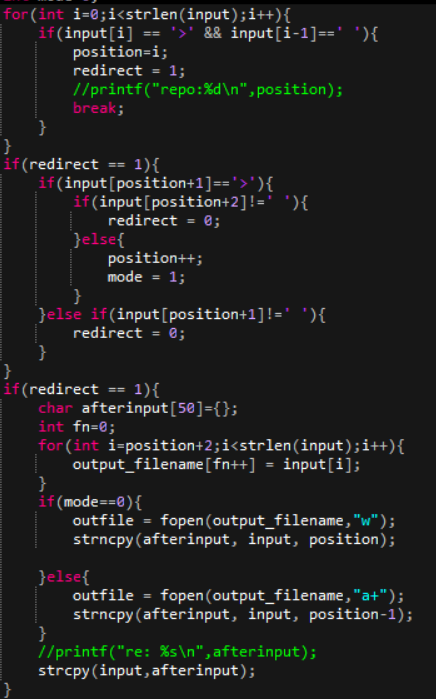 for(int i=0;i<strlen(input);i++){
    if(input[i] == '>' && input[i-1]==' '){
        position=i;
        redirect = 1;
        //printf("repo:%d\n",position);
        break;
    }
}
if(redirect == 1){
    if(input[position+1]=='>'){
        if(input[position+2]!=' '){
            redirect = 0;
        }else{
            position++;
            mode = 1;
        }
    }else if(input[position+1]!=' '){
        redirect = 0;
    }
}
if(redirect == 1){
    char afterinput[50]={};
    int fn=0;
    for(int i=position+2;i<strlen(input);i++){
        output_filename[fn++] = input[i];
    }
    if(mode==0){
        outfile = fopen(output_filename,"w");
        strncpy(afterinput, input, position);

    }else{
        outfile = fopen(output_filename,"a+");
        strncpy(afterinput, input, position-1);
    }
    //printf("re: %s\n",afterinput);
    strcpy(input,afterinput);
}